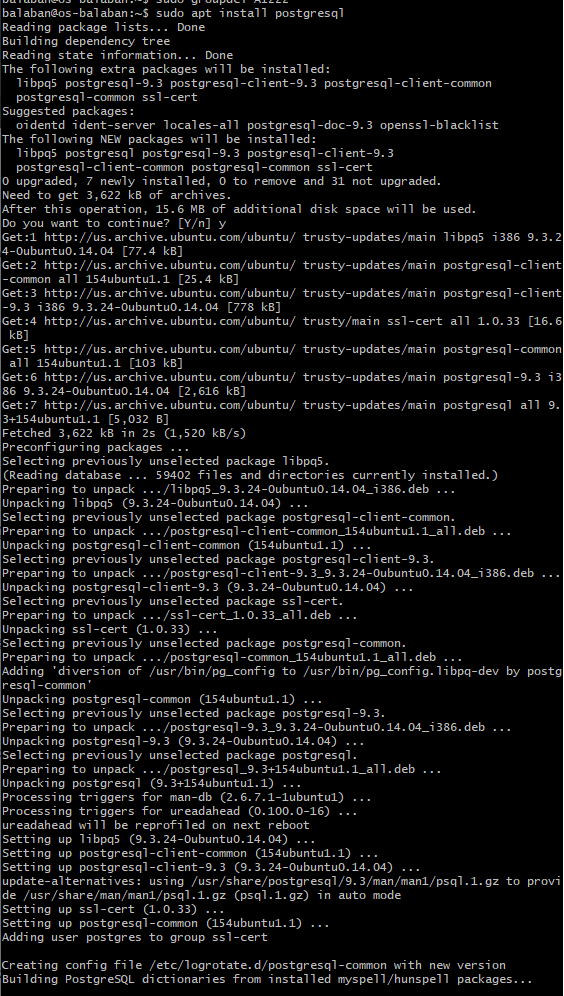 balaban@os-balaban:~$ sudo groupdel A1222
balaban@os-balaban:~$ sudo apt install postgresql
Reading package lists... Done
Building dependency tree
Reading state information... Done
The following extra packages will be installed:
  libpq5 postgresql-9.3 postgresql-client-9.3 postgresql-client-common
  postgresql-common ssl-cert
Suggested packages:
  oidentd ident-server locales-all postgresql-doc-9.3 openssl-blacklist
The following NEW packages will be installed:
  libpq5 postgresql postgresql-9.3 postgresql-client-9.3
  postgresql-client-common postgresql-common ssl-cert
0 upgraded, 7 newly installed, 0 to remove and 31 not upgraded.
Need to get 3,622 kB of archives.
After this operation, 15.6 MB of additional disk space will be used.
Do you want to continue? [Y/n] y
Get:1 http://us.archive.ubuntu.com/ubuntu/ trusty-updates/main libpq5 i386 9.3.2
4-0ubuntu0.14.04 [77.4 kB]
Get:2 http://us.archive.ubuntu.com/ubuntu/ trusty-updates/main postgresql-client
-common all 154ubuntu1.1 [25.4 kB]
Get:3 http://us.archive.ubuntu.com/ubuntu/ trusty-updates/main postgresql-client
-9.3 i386 9.3.24-0ubuntu0.14.04 [778 kB]
Get:4 http://us.archive.ubuntu.com/ubuntu/ trusty/main ssl-cert all 1.0.33 [16.6
 kB]
Get:5 http://us.archive.ubuntu.com/ubuntu/ trusty-updates/main postgresql-common
 all 154ubuntu1.1 [103 kB]
Get:6 http://us.archive.ubuntu.com/ubuntu/ trusty-updates/main postgresql-9.3 i3
86 9.3.24-0ubuntu0.14.04 [2,616 kB]
Get:7 http://us.archive.ubuntu.com/ubuntu/ trusty-updates/main postgresql all 9.
3+154ubuntu1.1 [5,032 B]
Fetched 3,622 kB in 2s (1,520 kB/s)
Preconfiguring packages ...
Selecting previously unselected package libpq5.
(Reading database ... 59402 files and directories currently installed.)
Preparing to unpack .../libpq5_9.3.24-0ubuntu0.14.04_i386.deb ...
Unpacking libpq5 (9.3.24-0ubuntu0.14.04) ...
Selecting previously unselected package postgresql-client-common.
Preparing to unpack .../postgresql-client-common_154ubuntu1.1_all.deb ...
Unpacking postgresql-client-common (154ubuntu1.1) ...
Selecting previously unselected package postgresql-client-9.3.
Preparing to unpack .../postgresql-client-9.3_9.3.24-0ubuntu0.14.04_i386.deb ...
Unpacking postgresql-client-9.3 (9.3.24-0ubuntu0.14.04) ...
Selecting previously unselected package ssl-cert.
Preparing to unpack .../ssl-cert_1.0.33_all.deb ...
Unpacking ssl-cert (1.0.33) ...
Selecting previously unselected package postgresql-common.
Preparing to unpack .../postgresql-common_154ubuntu1.1_all.deb ...
Adding 'diversion of /usr/bin/pg_config to /usr/bin/pg_config.libpq-dev by postg
resql-common'
Unpacking postgresql-common (154ubuntu1.1) ...
Selecting previously unselected package postgresql-9.3.
Preparing to unpack .../postgresql-9.3_9.3.24-0ubuntu0.14.04_i386.deb ...
Unpacking postgresql-9.3 (9.3.24-0ubuntu0.14.04) ...
Selecting previously unselected package postgresql.
Preparing to unpack .../postgresql_9.3+154ubuntu1.1_all.deb ...
Unpacking postgresql (9.3+154ubuntu1.1) ...
Processing triggers for man-db (2.6.7.1-1ubuntu1) ...
Processing triggers for ureadahead (0.100.0-16) ...
ureadahead will be reprofiled on next reboot
Setting up libpq5 (9.3.24-0ubuntu0.14.04) ...
Setting up postgresql-client-common (154ubuntu1.1) ...
Setting up postgresql-client-9.3 (9.3.24-0ubuntu0.14.04) ...
update-alternatives: using /usr/share/postgresql/9.3/man/man1/psql.1.gz to provi
de /usr/share/man/man1/psql.1.gz (psql.1.gz) in auto mode
Setting up ssl-cert (1.0.33) ...
Setting up postgresql-common (154ubuntu1.1) ...
Adding user postgres to group ssl-cert

Creating config file /etc/logrotate.d/postgresql-common with new version
Building PostgreSQL dictionaries from installed myspell/hunspell packages...